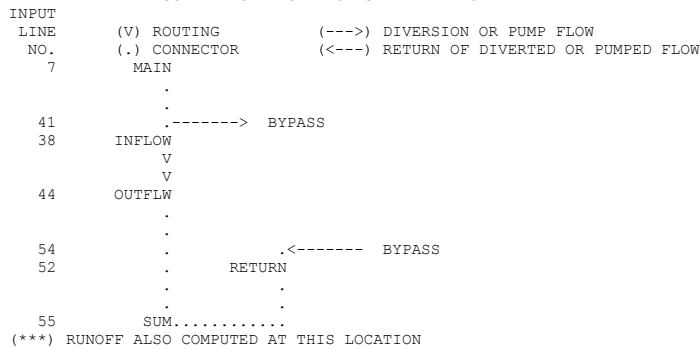 INPUT
LINE (V) ROUTING (--->) DIVERSION OR PUMP FLOW
NO. (.) CONNECTOR (<---) RETURN OF DIVERTED OR PUMPED FLOW
7 MAIN
.
.
41 .-------> BYPASS
38 INFLOW
V
V
44 OUTFLW
.
.
54 . .<------- BYPASS
52 . RETURN
. .
. .
55 SUM............
(***) RUNOFF ALSO COMPUTED AT THIS LOCATION